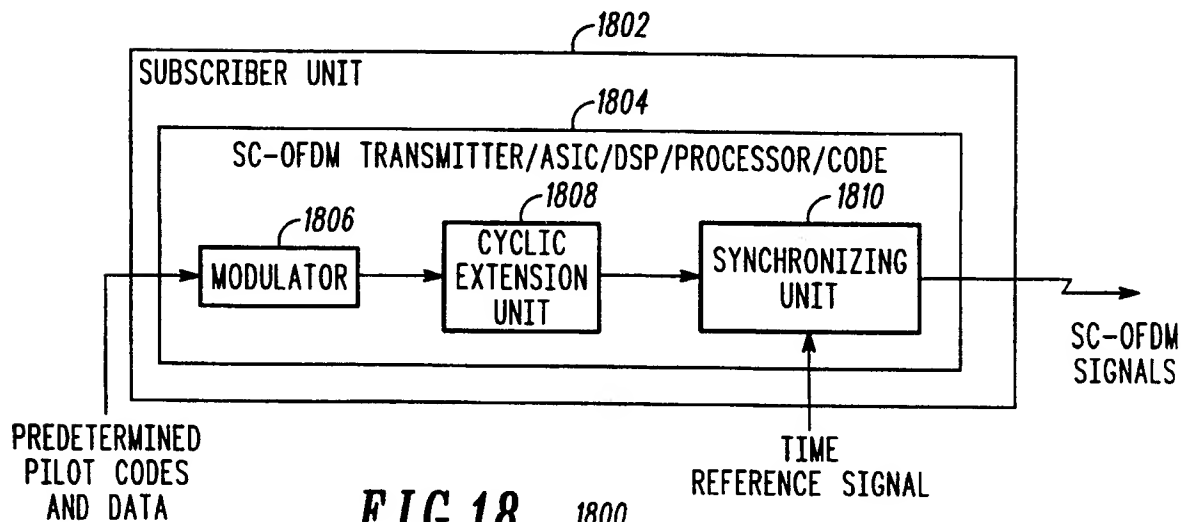 1802
SUBSCRIBER UNIT
1804
SC-OFDM TRANSMITTER/ASIC/DSP/PROCESSOR/CODE
1806
MODULATOR
1808
CYCLIC
EXTENSION
UNIT
1810
SYNCHRONIZING
UNIT
SC-OFDM
SIGNALS
PREDETERMINED
PILOT CODES
AND DATA
TIME
REFERENCE SIGNAL
FIG.18
1800